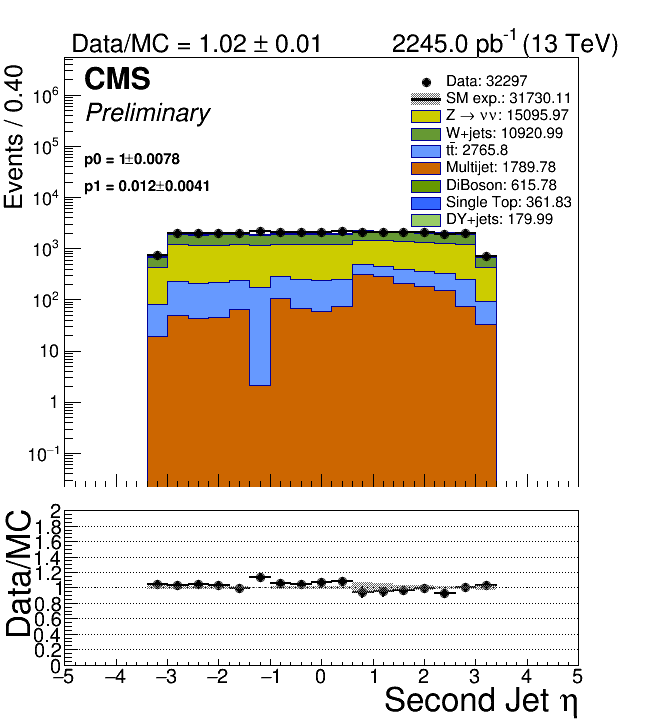 Data/MC = 1.02 ± 0.01 2245.0 pb⁻¹ (13 TeV)
CMS
Preliminary
p0 = 1±0.0078
p1 = 0.012±0.0041
Data: 32297
SM exp.: 31730.11
Z → νν: 15095.97
W+jets: 10920.99
tt̄: 2765.8
Multijet: 1789.78
DiBoson: 615.78
Single Top: 361.83
DY+jets: 179.99
Events / 0.40
10⁶
10⁵
10⁴
10³
10²
10
1
10⁻¹
Data/MC
2
1.8
1.6
1.4
1.2
1
0.8
0.6
0.4
0.2
0
−5 −4 −3 −2 −1 0 1 2 3 4 5
Second Jet η